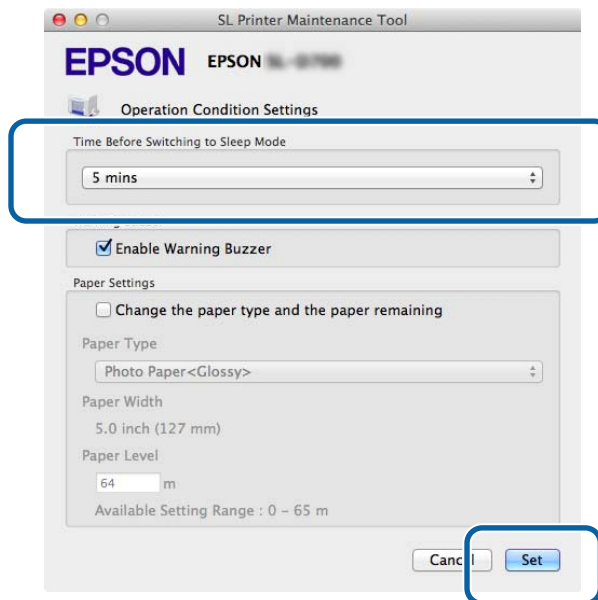 SL Printer Maintenance Tool
EPSON EPSON
Operation Condition Settings
Time Before Switching to Sleep Mode
5 mins
Enable Warning Buzzer
Paper Settings
Change the paper type and the paper remaining
Paper Type
Photo Paper<Glossy>
Paper Width
5.0 inch (127 mm)
Paper Level
64 m
Available Setting Range : 0 – 65 m
Cancel Set